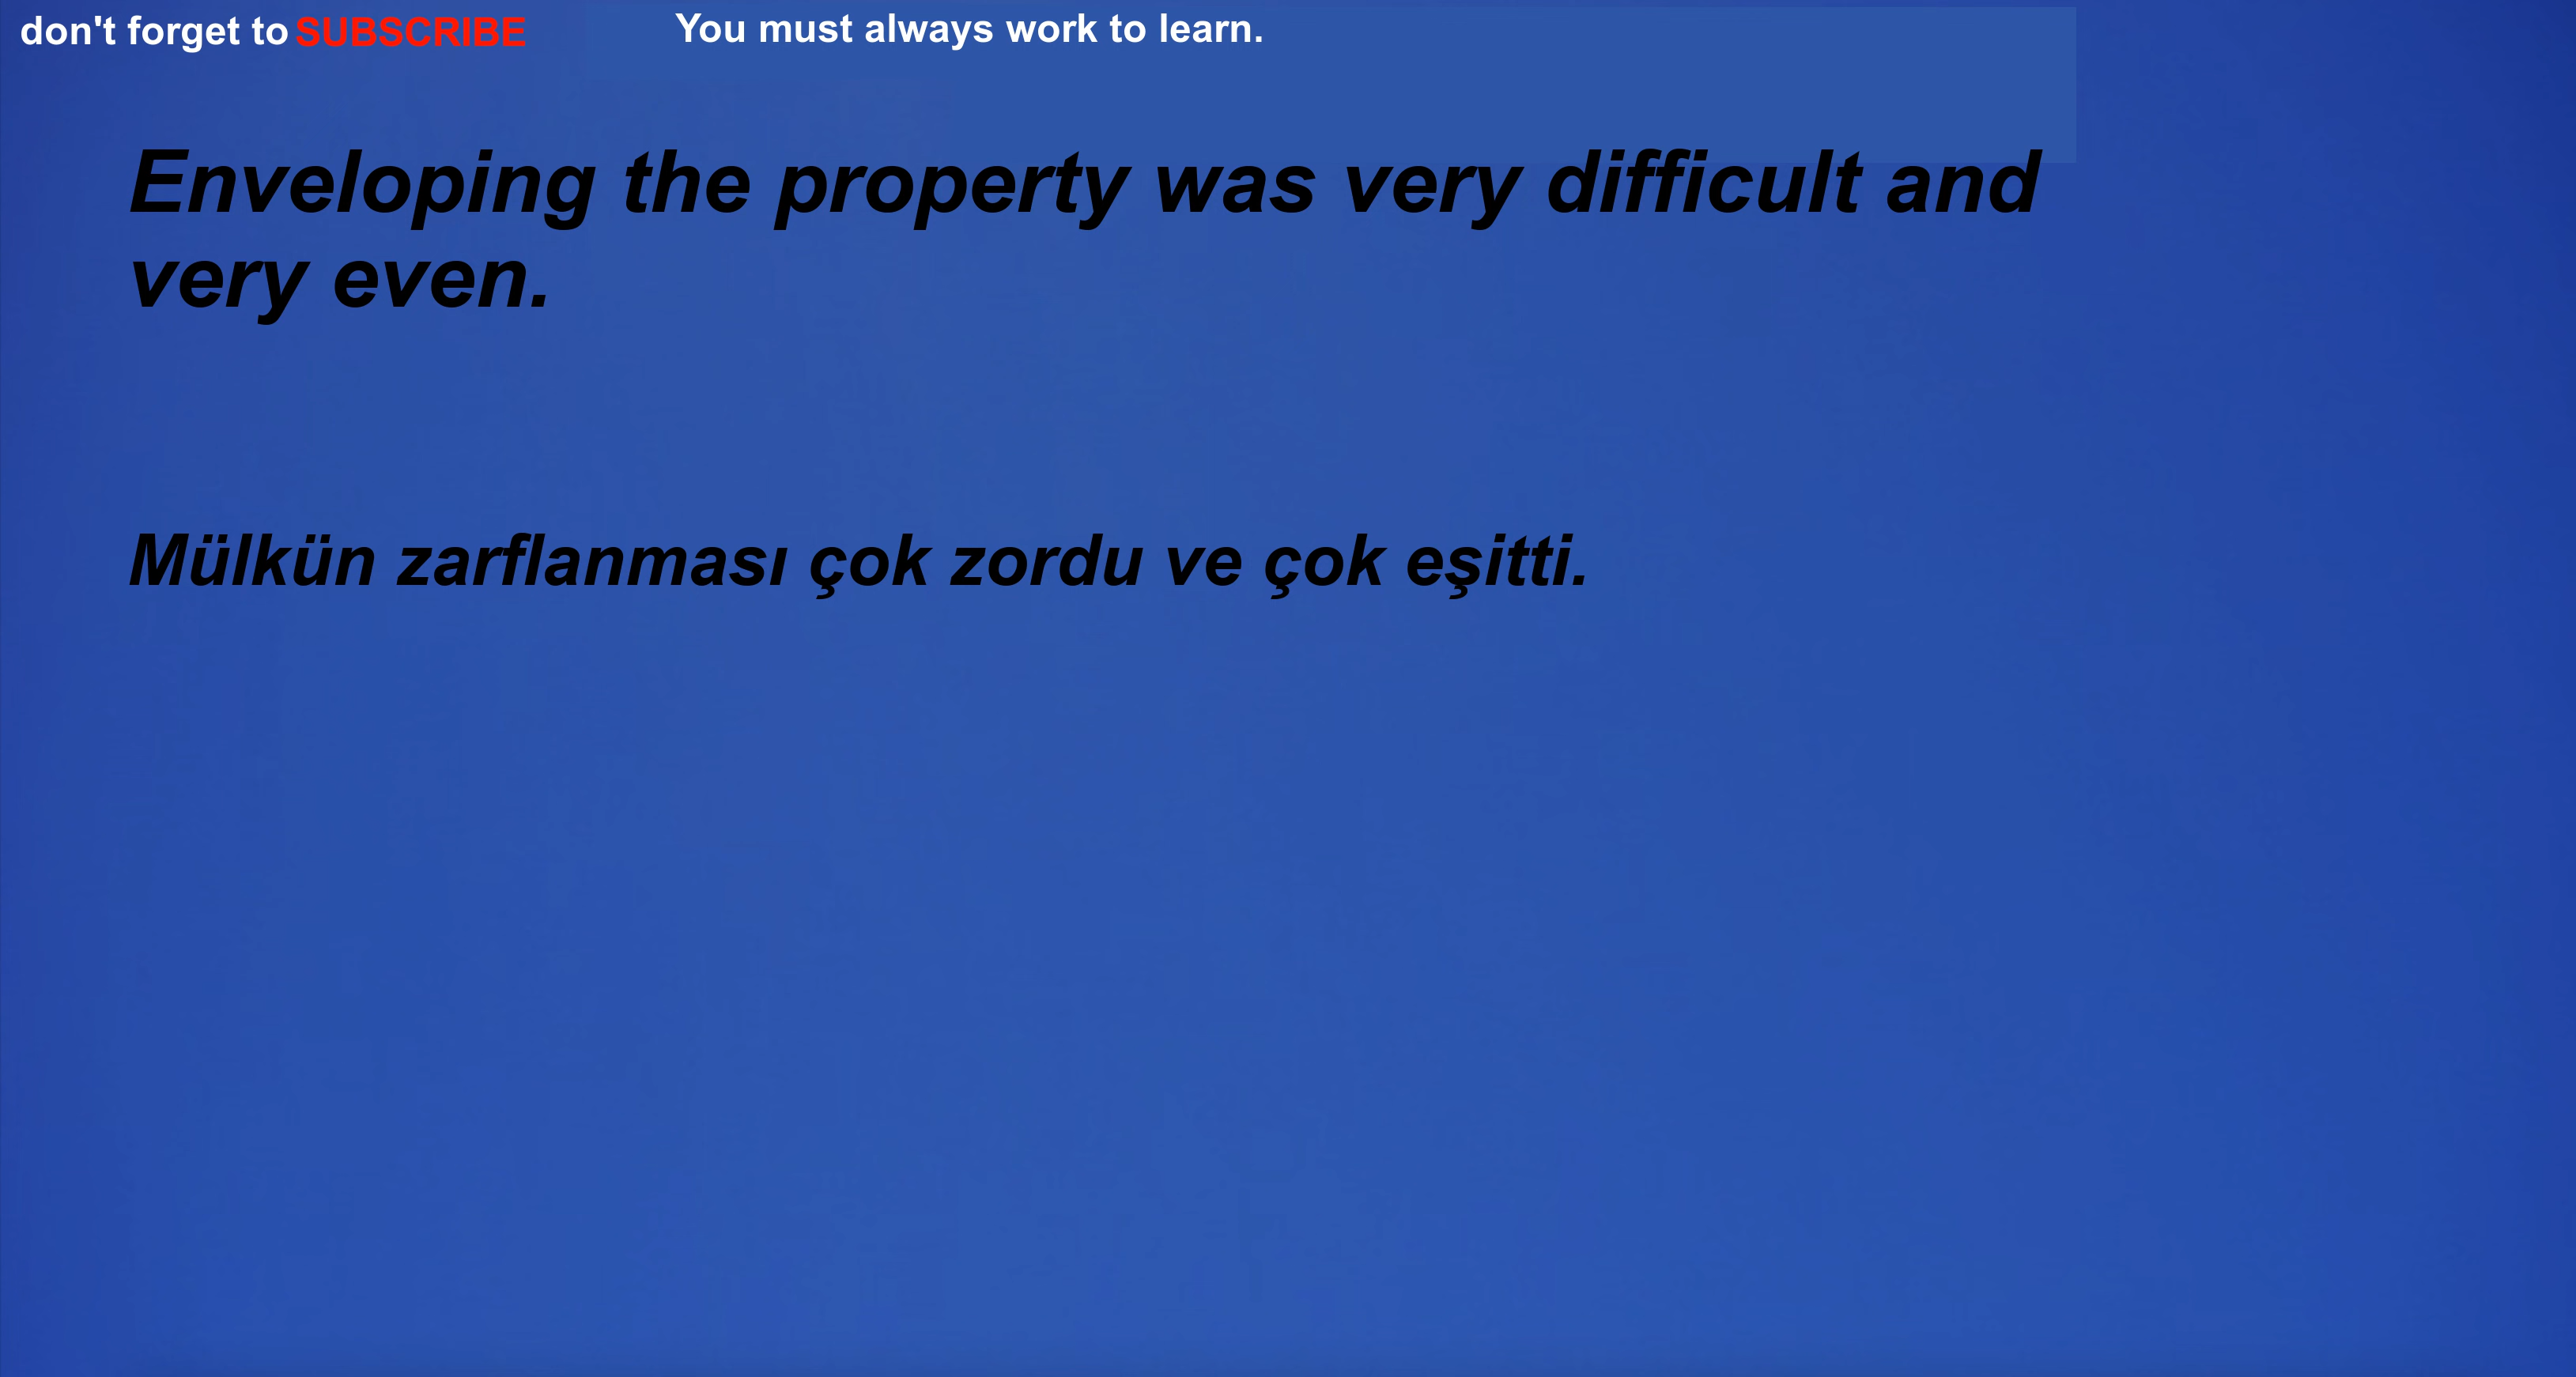 don't forget to SUBSCRIBE
You must always work to learn.
Enveloping the property was very difficult and
very even.
Mülkün zarflanması çok zordu ve çok eşitti.